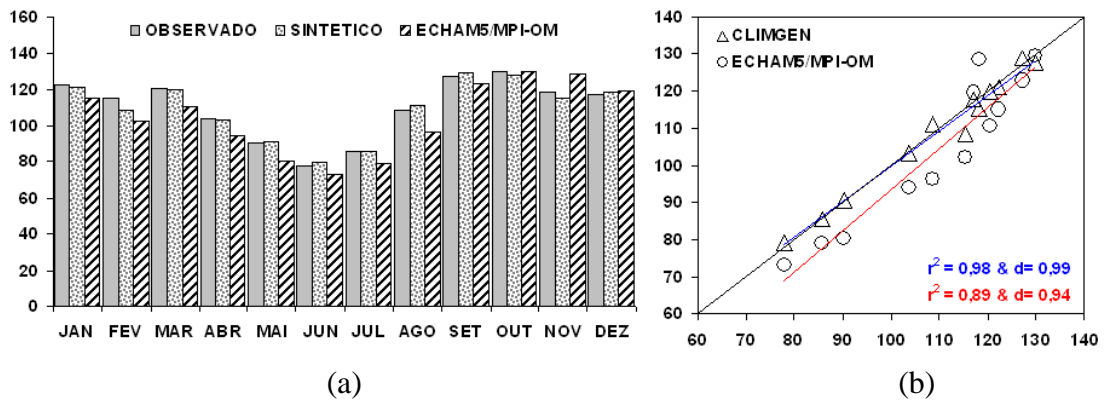 OBSERVADO SINTETICO ECHAM5/MPI-OM
160
140
120
100
80
60
40
20
0
JAN FEV MAR ABR MAI JUN JUL AGO SET OUT NOV DEZ
(a)
CLIMGEN
ECHAM5/MPI-OM
140
130
120
110
100
90
80
70
60
r² = 0,98 & d= 0,99
r² = 0,89 & d= 0,94
60 70 80 90 100 110 120 130 140
(b)